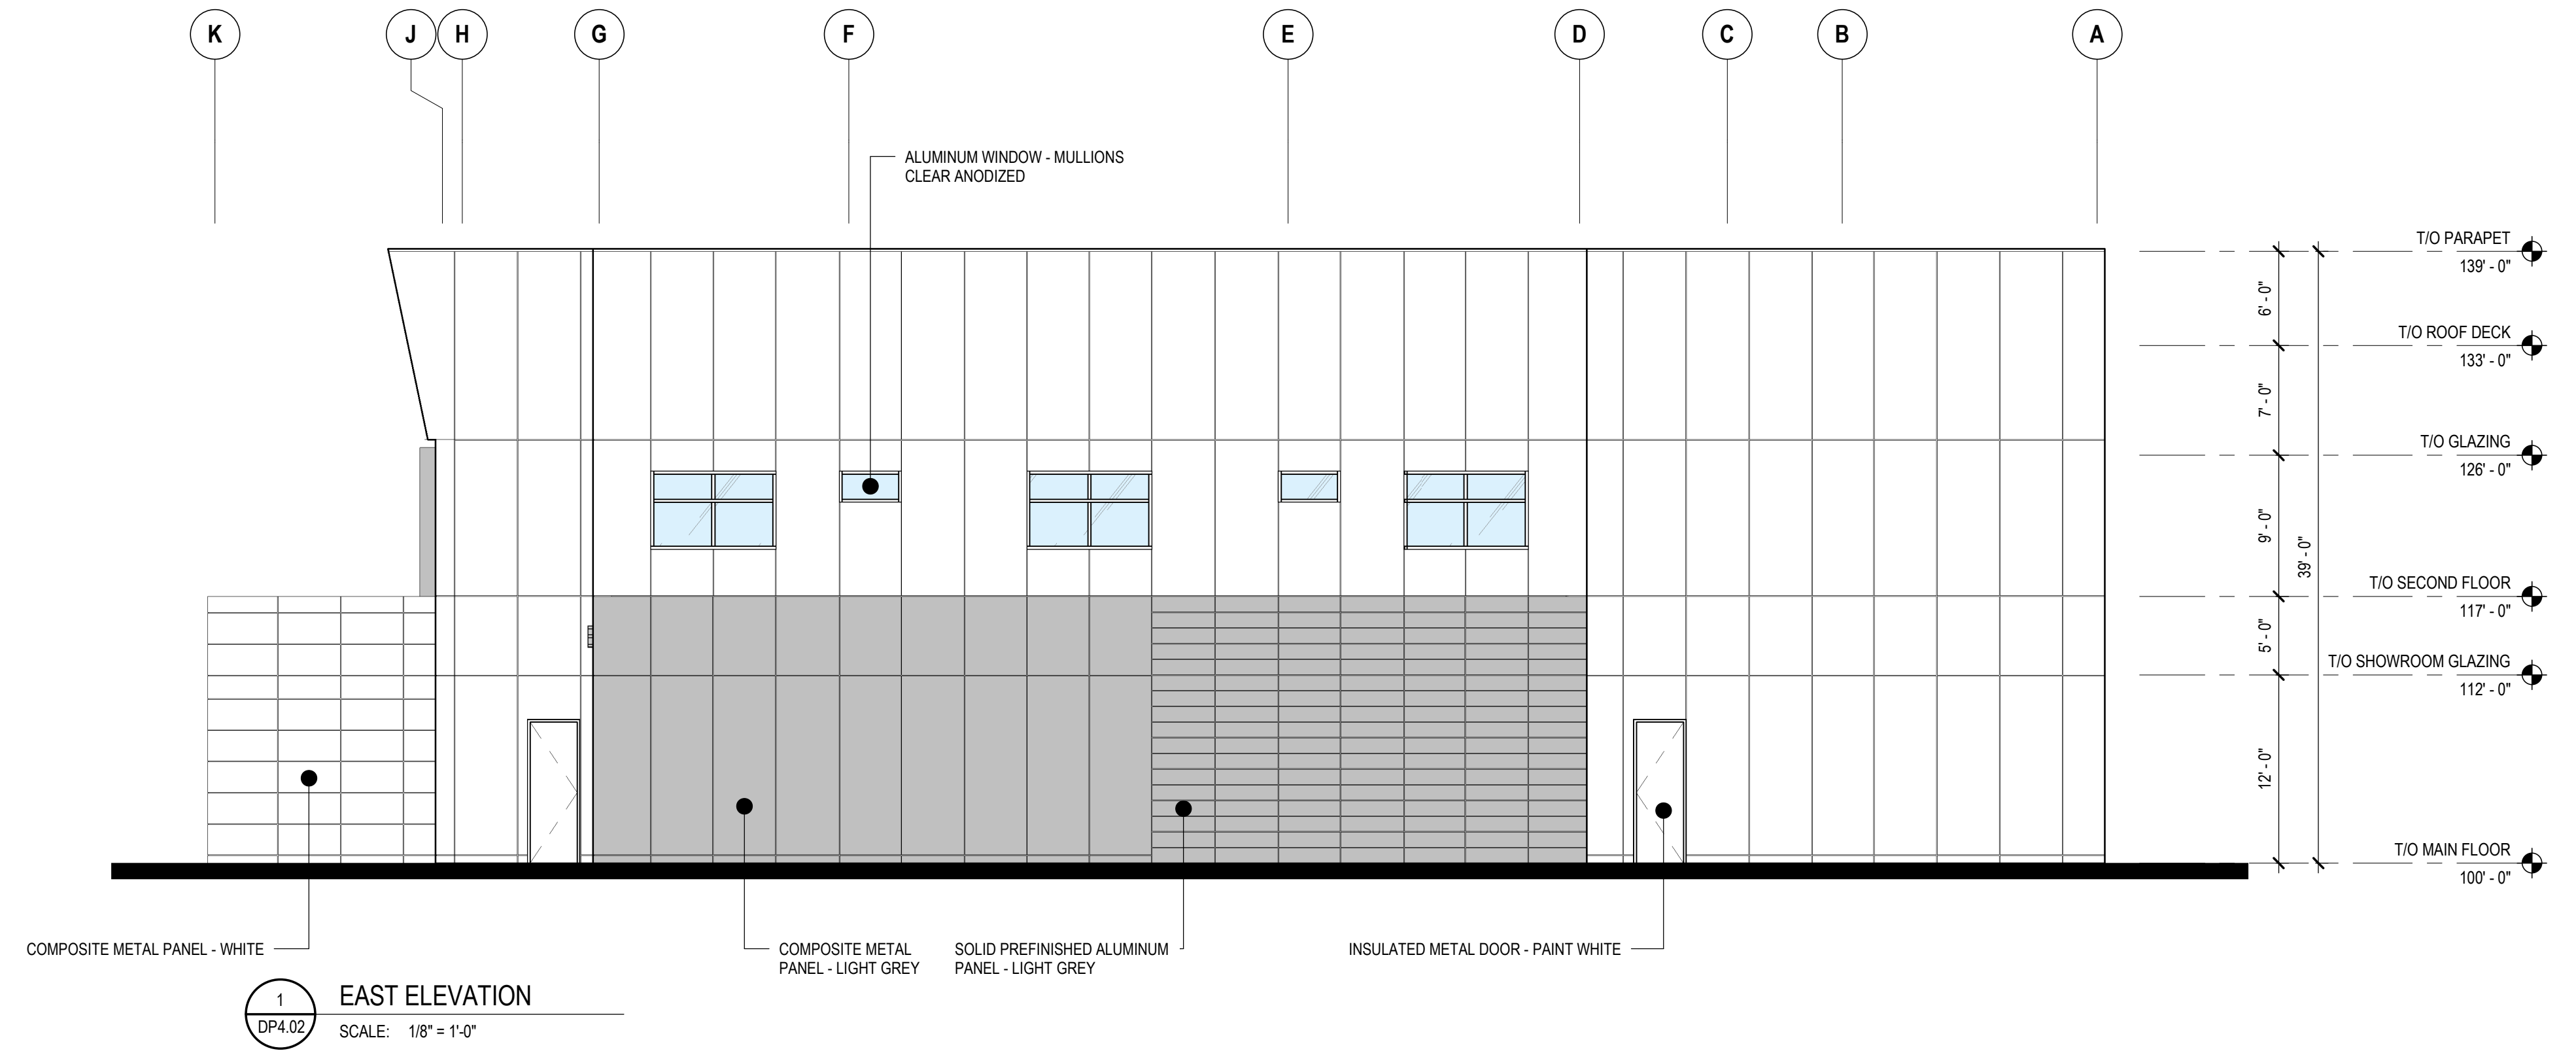 K J H G F E D C B A
ALUMINUM WINDOW - MULLIONS
CLEAR ANODIZED
T/O PARAPET
139' - 0"
6' - 0"
T/O ROOF DECK
133' - 0"
7' - 0"
T/O GLAZING
126' - 0"
9' - 0"
39' - 0"
T/O SECOND FLOOR
117' - 0"
5' - 0"
T/O SHOWROOM GLAZING
112' - 0"
12' - 0"
T/O MAIN FLOOR
100' - 0"
COMPOSITE METAL PANEL - WHITE
COMPOSITE METAL
PANEL - LIGHT GREY
SOLID PREFINISHED ALUMINUM
PANEL - LIGHT GREY
INSULATED METAL DOOR - PAINT WHITE
1
DP4.02
EAST ELEVATION
SCALE: 1/8" = 1'-0"